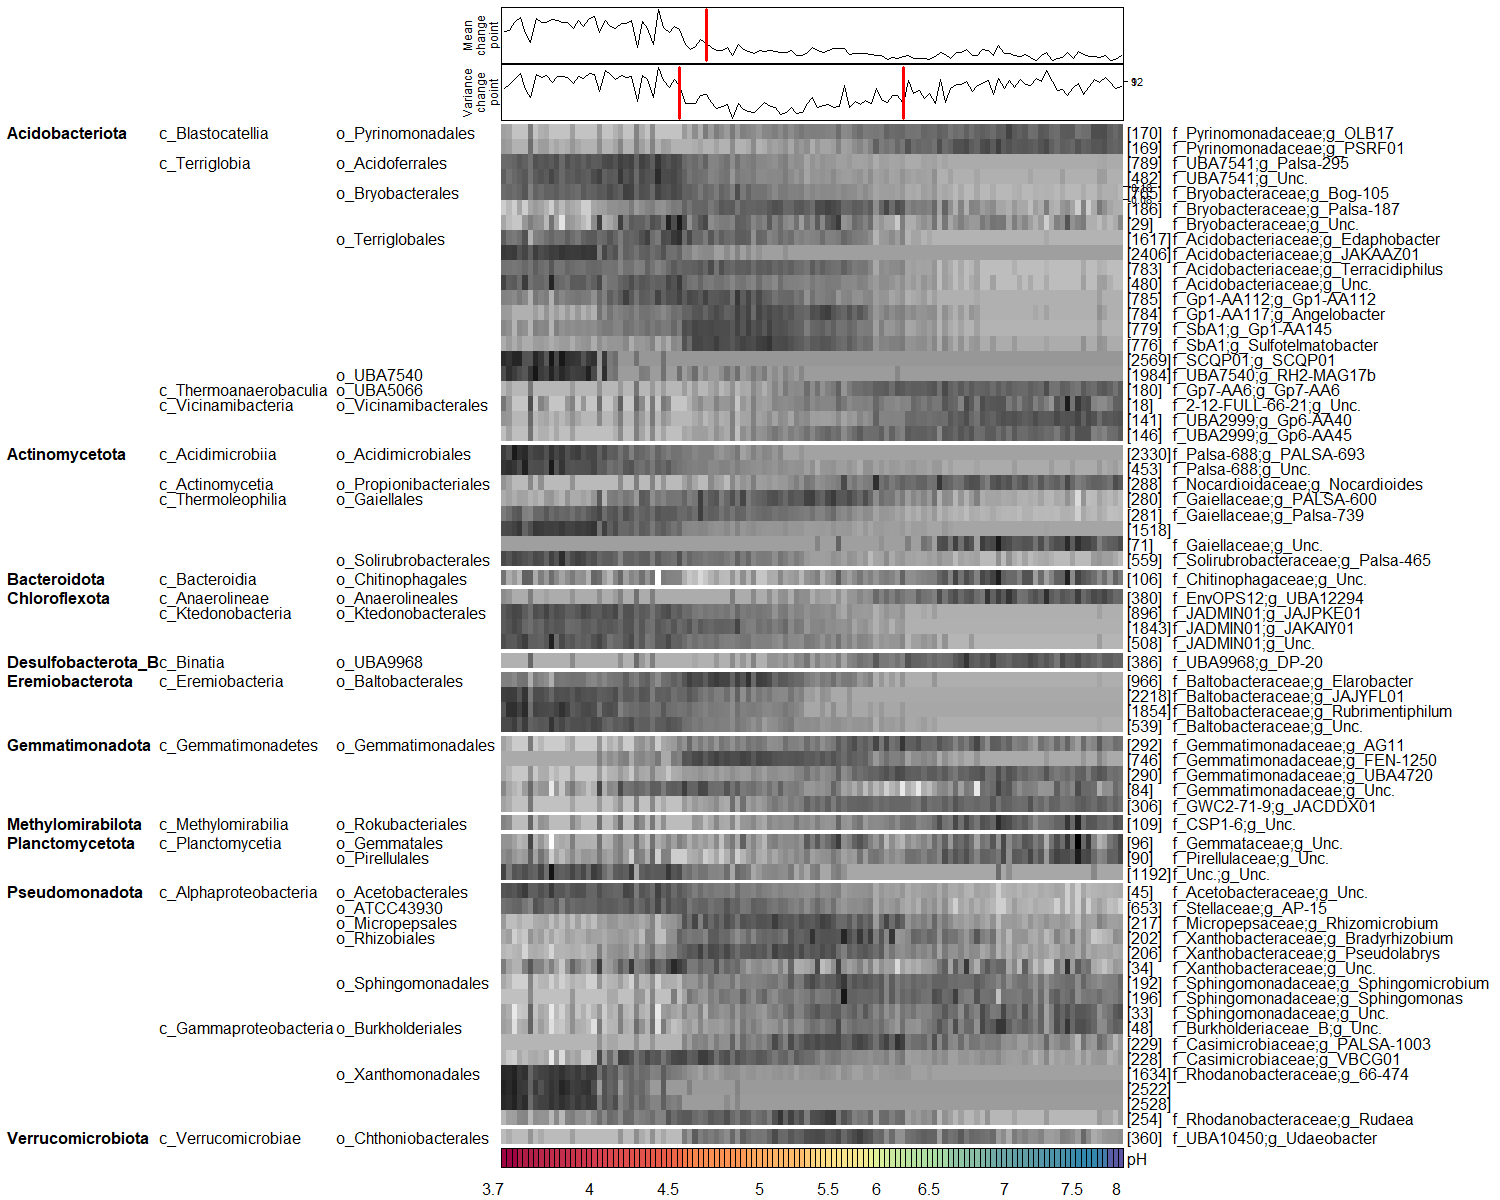 Mean change point
Variance change point
92
Acidobacteriota c_Blastocatellia o_Pyrinomonadales [170] f_Pyrinomonadaceae;g_OLB17
[169] f_Pyrinomonadaceae;g_PSRF01
c_Terriglobia o_Acidoferrales [789] f_UBA7541;g_Palsa-295
[482] f_UBA7541;g_Unc.
o_Bryobacterales [765] f_Bryobacteraceae;g_Bog-105
[186] f_Bryobacteraceae;g_Palsa-187
[29] f_Bryobacteraceae;g_Unc.
o_Terriglobales [1617] f_Acidobacteriaceae;g_Edaphobacter
[2406] f_Acidobacteriaceae;g_JAKAAZ01
[783] f_Acidobacteriaceae;g_Terracidiphilus
[480] f_Acidobacteriaceae;g_Unc.
[785] f_Gp1-AA112;g_Gp1-AA112
[784] f_Gp1-AA117;g_Angelobacter
[779] f_SbA1;g_Gp1-AA145
[776] f_SbA1;g_Sulfotelmatobacter
[2569] f_SCQP01;g_SCQP01
o_UBA7540 [1984] f_UBA7540;g_RH2-MAG17b
c_Thermoanaerobaculia o_UBA5066 [180] f_Gp7-AA6;g_Gp7-AA6
c_Vicinamibacteria o_Vicinamibacterales [18] f_2-12-FULL-66-21;g_Unc.
[141] f_UBA2999;g_Gp6-AA40
[146] f_UBA2999;g_Gp6-AA45
Actinomycetota c_Acidimicrobiia o_Acidimicrobiales [2330] f_Palsa-688;g_PALSA-693
[453] f_Palsa-688;g_Unc.
c_Actinomycetia o_Propionibacteriales [288] f_Nocardioidaceae;g_Nocardioides
c_Thermoleophilia o_Gaiellales [280] f_Gaiellaceae;g_PALSA-600
[281] f_Gaiellaceae;g_Palsa-739
[1518]
[71] f_Gaiellaceae;g_Unc.
o_Solirubrobacterales [559] f_Solirubrobacteraceae;g_Palsa-465
Bacteroidota c_Bacteroidia o_Chitinophagales [106] f_Chitinophagaceae;g_Unc.
Chloroflexota c_Anaerolineae o_Anaerolineales [380] f_EnvOPS12;g_UBA12294
c_Ktedonobacteria o_Ktedonobacterales [896] f_JADMIN01;g_JAJPKE01
[1843] f_JADMIN01;g_JAKAIY01
[508] f_JADMIN01;g_Unc.
Desulfobacterota_B c_Binatia o_UBA9968 [386] f_UBA9968;g_DP-20
Eremiobacterota c_Eremiobacteria o_Baltobacterales [966] f_Baltobacteraceae;g_Elarobacter
[2218] f_Baltobacteraceae;g_JAJYFL01
[1854] f_Baltobacteraceae;g_Rubrimentiphilum
[539] f_Baltobacteraceae;g_Unc.
Gemmatimonadota c_Gemmatimonadetes o_Gemmatimonadales [292] f_Gemmatimonadaceae;g_AG11
[746] f_Gemmatimonadaceae;g_FEN-1250
[290] f_Gemmatimonadaceae;g_UBA4720
[84] f_Gemmatimonadaceae;g_Unc.
[306] f_GWC2-71-9;g_JACDDX01
Methylomirabilota c_Methylomirabilia o_Rokubacteriales [109] f_CSP1-6;g_Unc.
Planctomycetota c_Planctomycetia o_Gemmatales [96] f_Gemmataceae;g_Unc.
o_Pirellulales [90] f_Pirellulaceae;g_Unc.
[1192] f_Unc.;g_Unc.
Pseudomonadota c_Alphaproteobacteria o_Acetobacterales [45] f_Acetobacteraceae;g_Unc.
o_ATCC43930 [653] f_Stellaceae;g_AP-15
o_Micropepsales [217] f_Micropepsaceae;g_Rhizomicrobium
o_Rhizobiales [202] f_Xanthobacteraceae;g_Bradyrhizobium
[206] f_Xanthobacteraceae;g_Pseudolabrys
[34] f_Xanthobacteraceae;g_Unc.
o_Sphingomonadales [192] f_Sphingomonadaceae;g_Sphingomicrobium
[196] f_Sphingomonadaceae;g_Sphingomonas
[33] f_Sphingomonadaceae;g_Unc.
c_Gammaproteobacteria o_Burkholderiales [48] f_Burkholderiaceae_B;g_Unc.
[229] f_Casimicrobiaceae;g_PALSA-1003
[228] f_Casimicrobiaceae;g_VBCG01
o_Xanthomonadales [1634] f_Rhodanobacteraceae;g_66-474
[2522]
[2528]
[254] f_Rhodanobacteraceae;g_Rudaea
Verrucomicrobiota c_Verrucomicrobiae o_Chthoniobacterales [360] f_UBA10450;g_Udaeobacter
pH
3.7 4 4.5 5 5.5 6 6.5 7 7.5 8